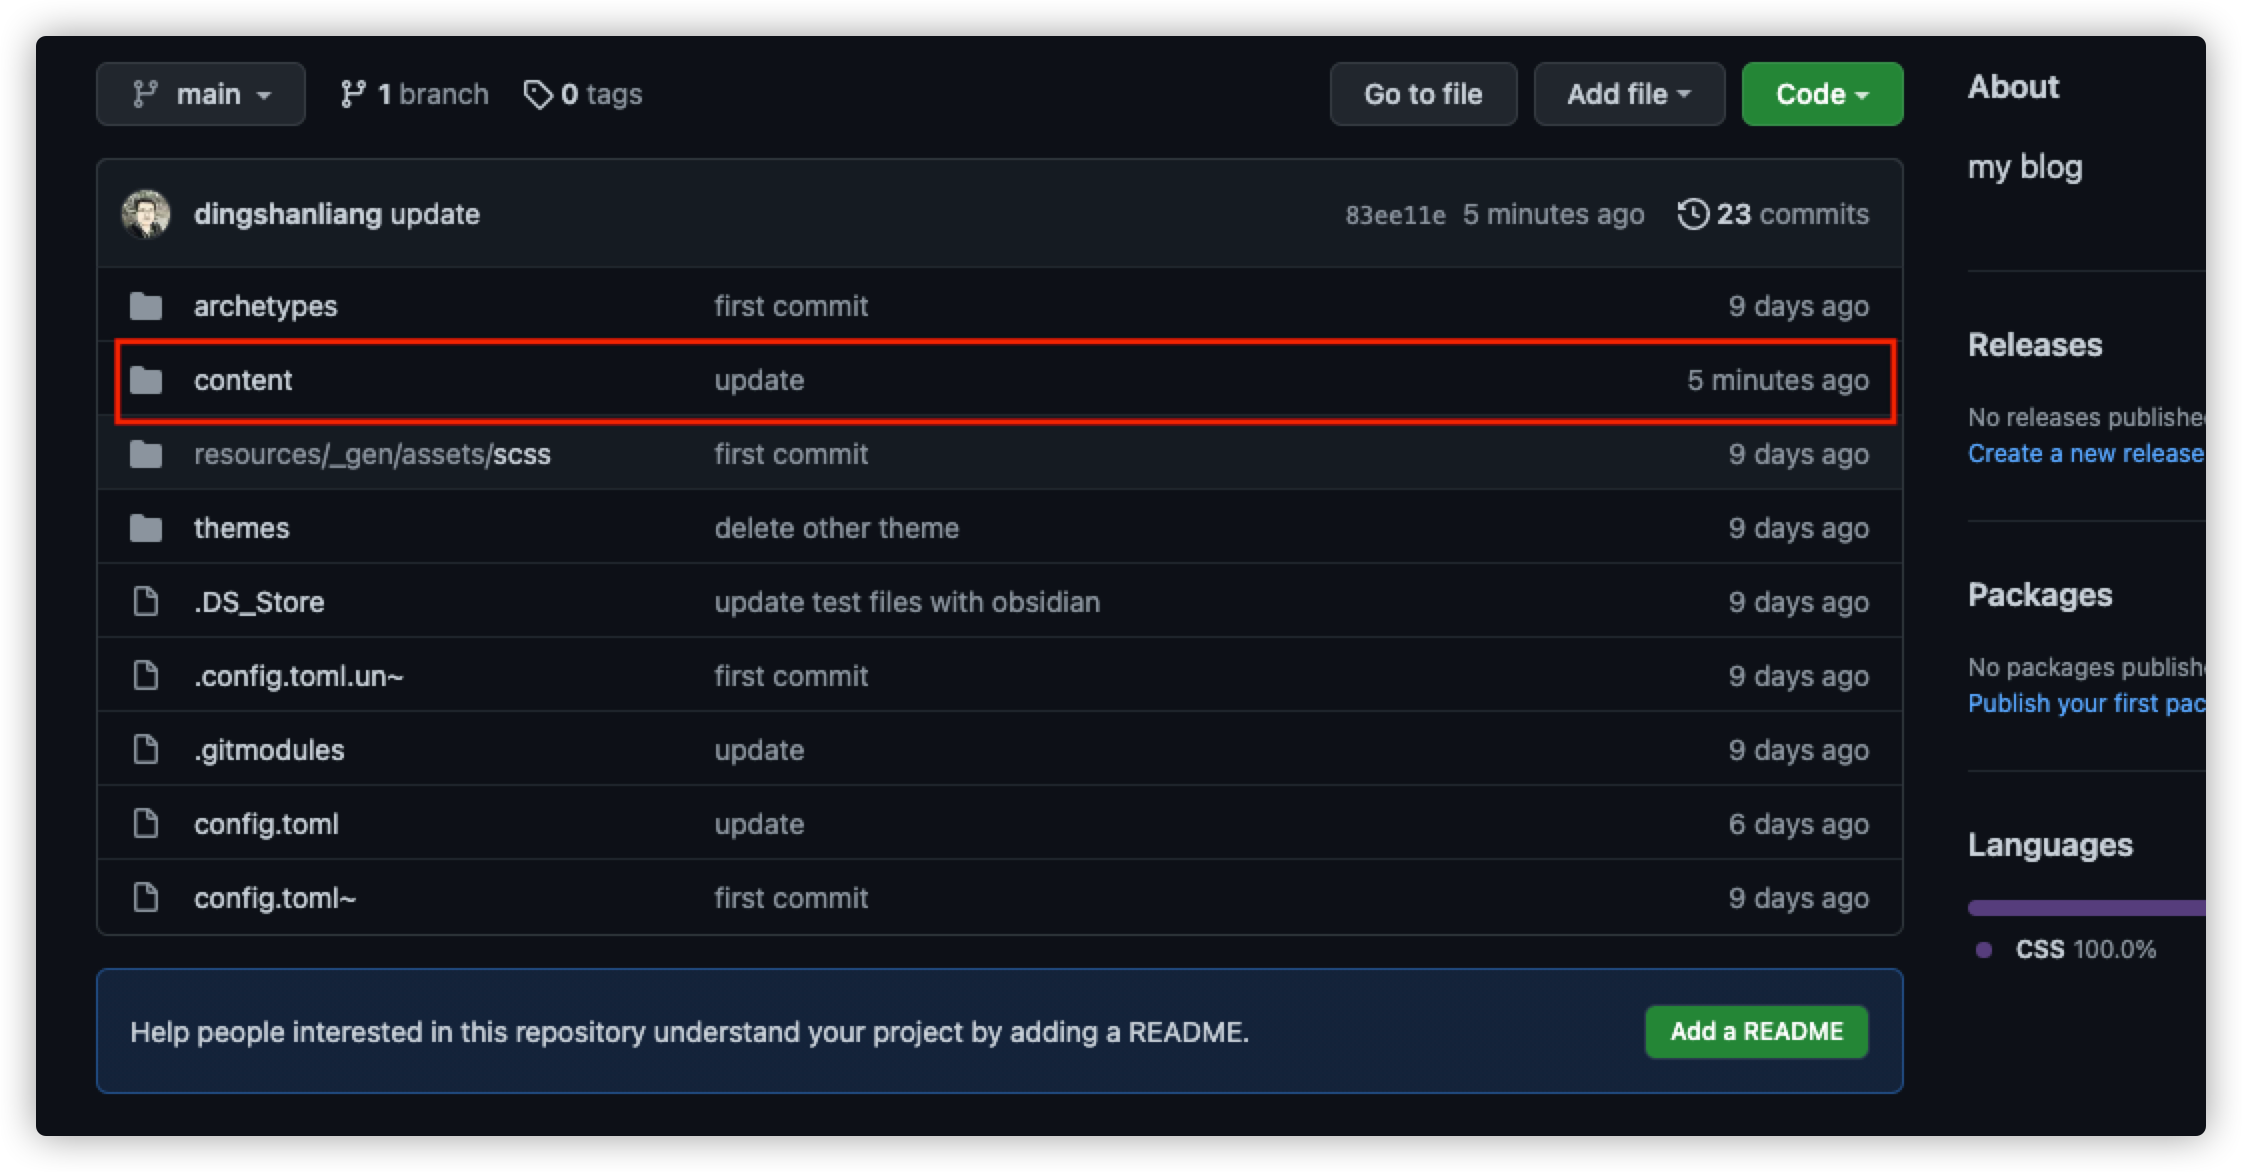 main
1 branch
0 tags
Go to file
Add file
Code
dingshanliang update
83ee11e 5 minutes ago
23 commits
archetypes first commit 9 days ago
content update 5 minutes ago
resources/_gen/assets/scss first commit 9 days ago
themes delete other theme 9 days ago
.DS_Store update test files with obsidian 9 days ago
.config.toml.un~ first commit 9 days ago
.gitmodules update 9 days ago
config.toml update 6 days ago
config.toml~ first commit 9 days ago
Help people interested in this repository understand your project by adding a README.
Add a README
About
my blog
Releases
No releases
Create a new release
Packages
No packages
Publish your first
Languages
CSS 100.0%